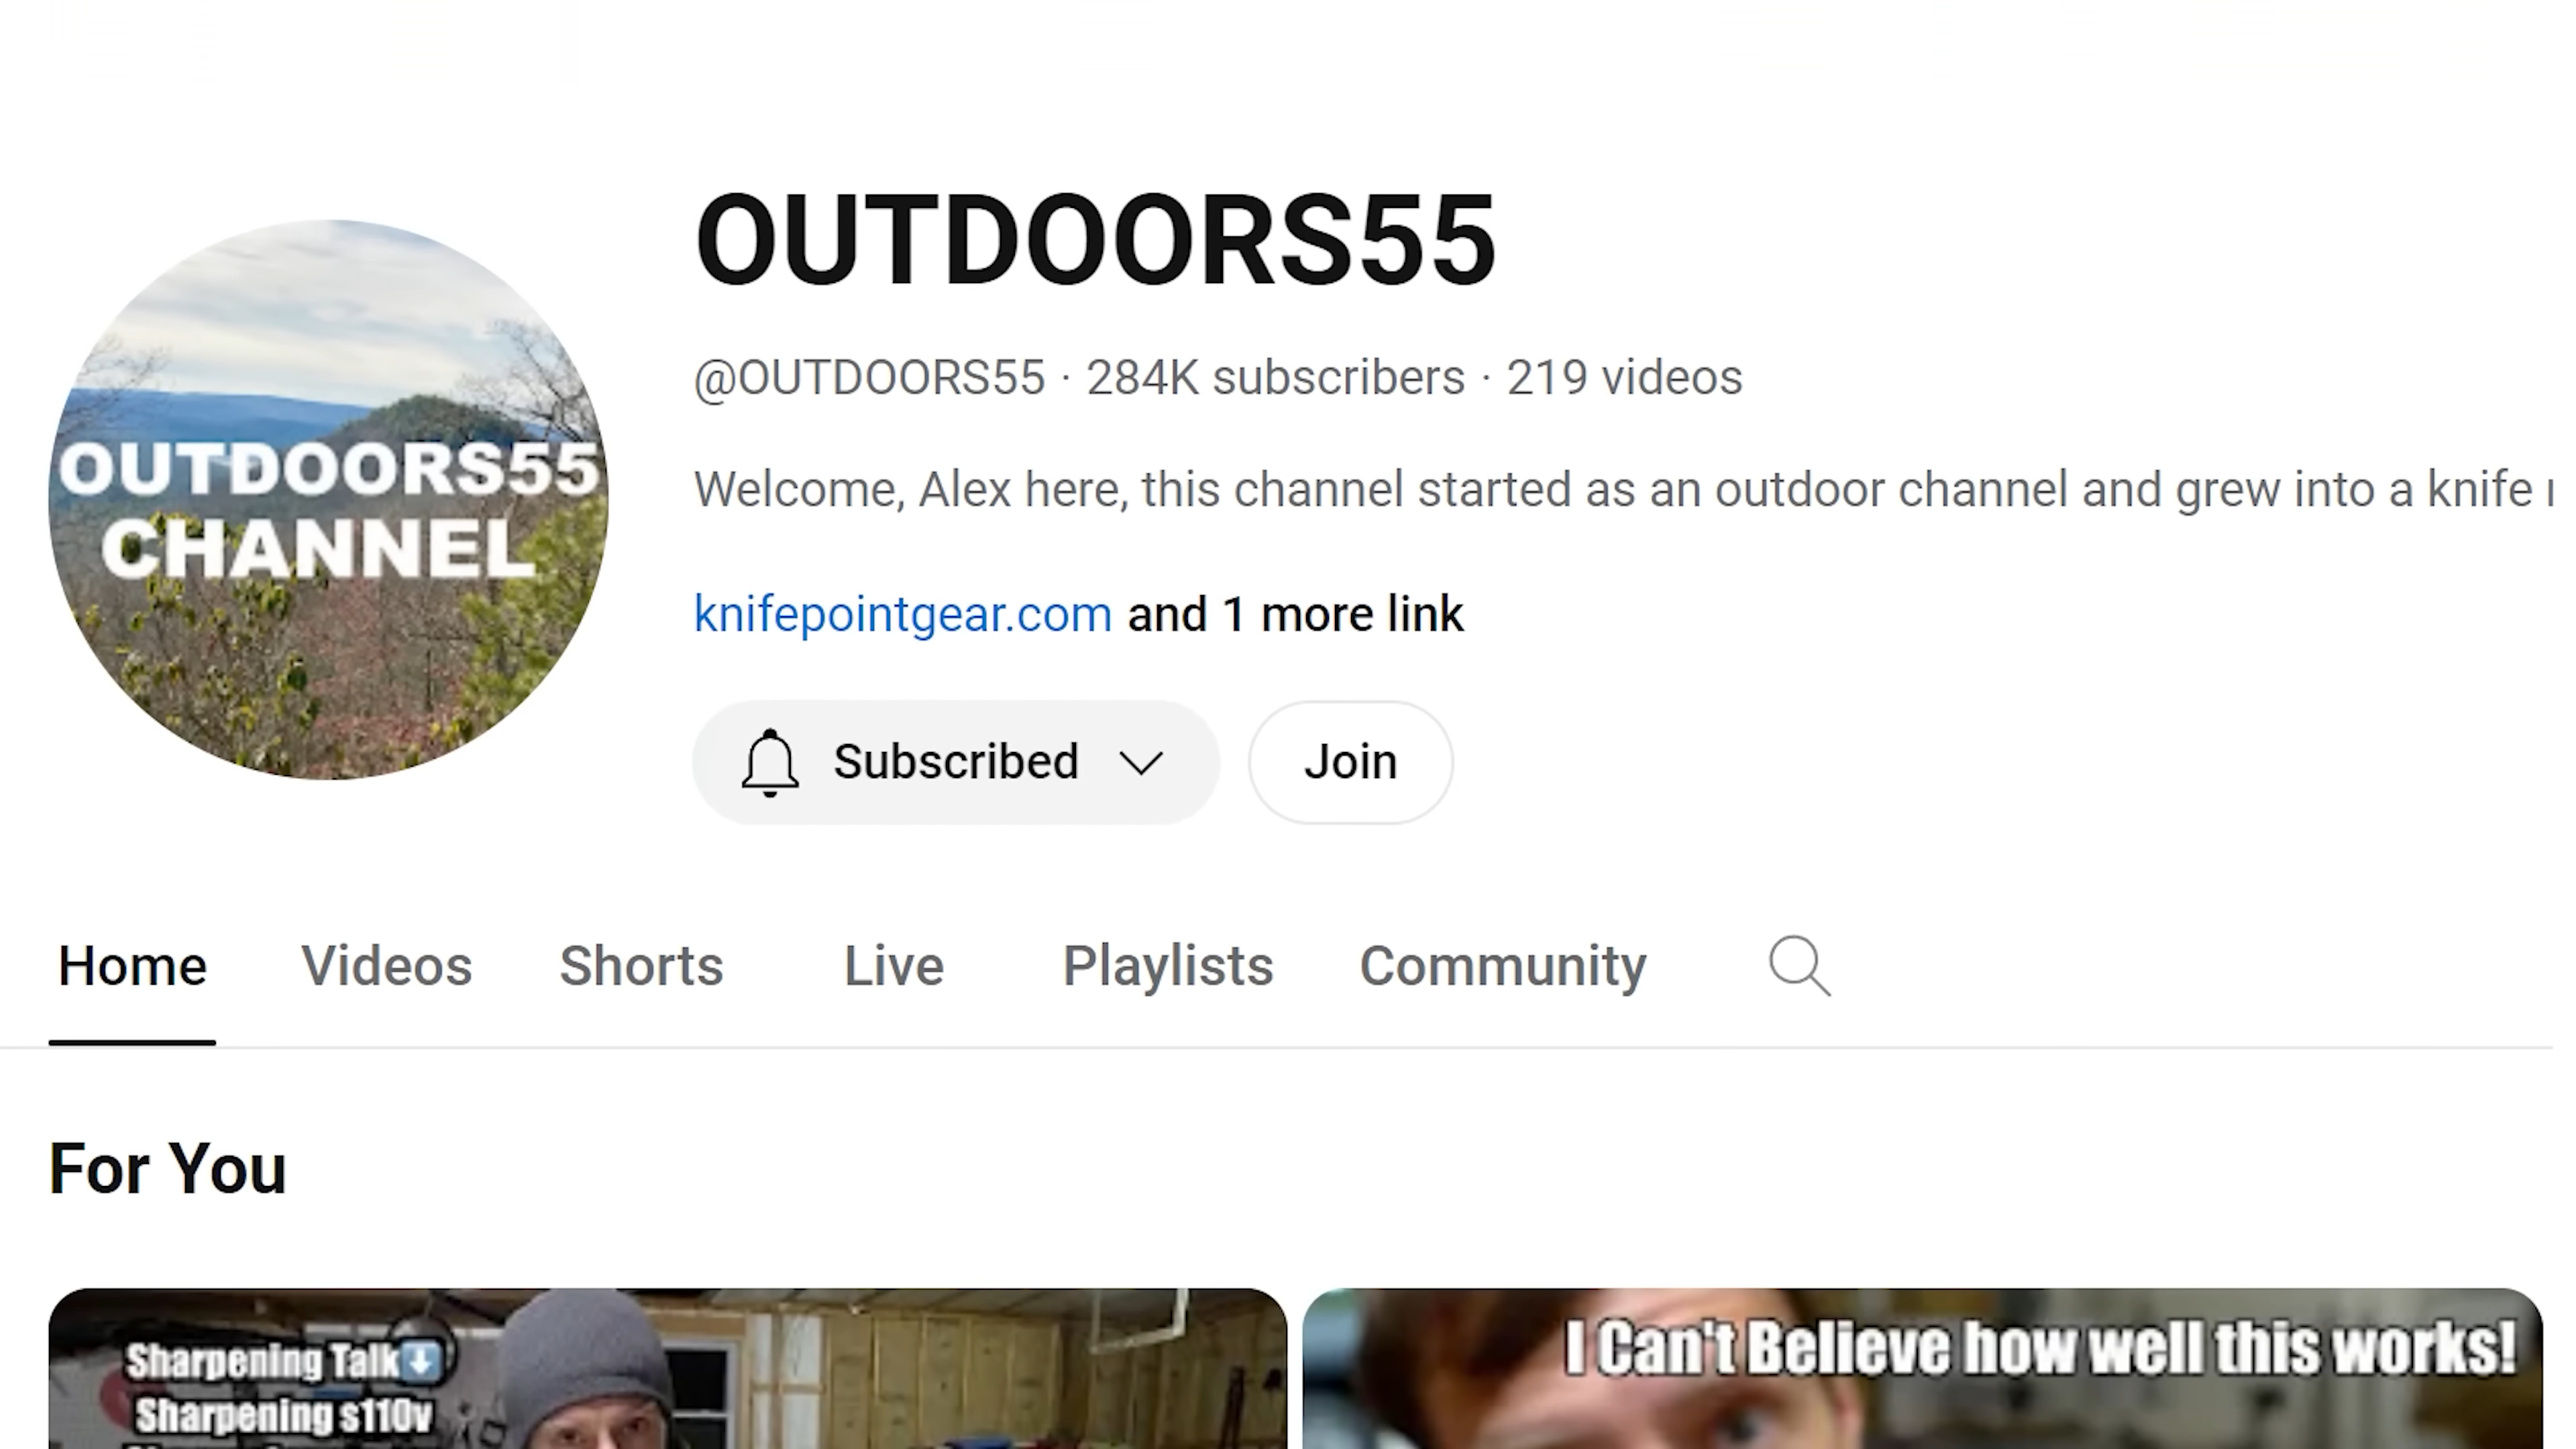 OUTDOORS55
CHANNEL
OUTDOORS55
@OUTDOORS55 · 284K subscribers · 219 videos
Welcome, Alex here, this channel started as an outdoor channel and grew into a knife
knifepointgear.com and 1 more link
Subscribed
Join
Home Videos Shorts Live Playlists Community
For You
Sharpening Talk⬇️
Sharpening s110v
I Can't Believe how well this works!